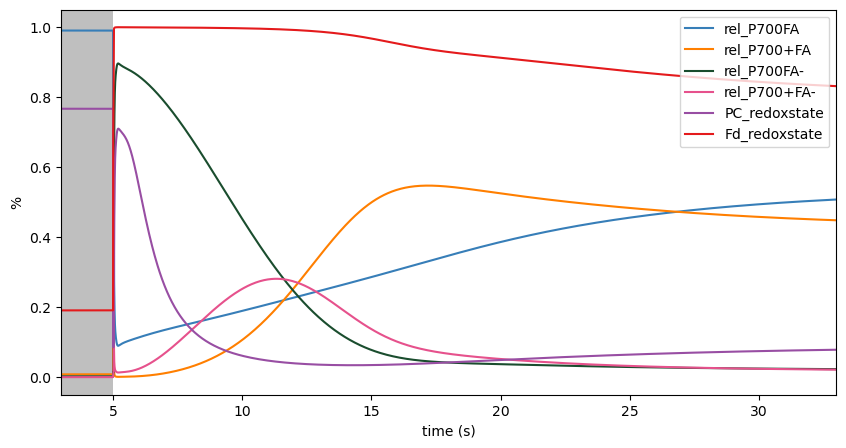 1.0
0.8
0.6
0.4
0.2
0.0
%
5
10
15
20
25
30
time (s)
rel_P700FA
rel_P700+FA
rel_P700FA-
rel_P700+FA-
PC_redoxstate
Fd_redoxstate